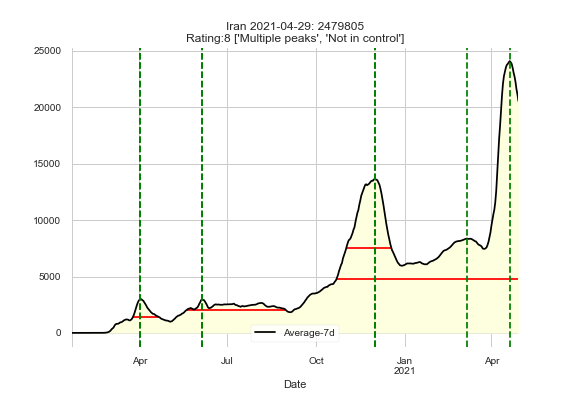 Iran 2021-04-29: 2479805
Rating:8 ['Multiple peaks', 'Not in control']
25000
20000
15000
10000
5000
0
Average-7d
Apr
Jul
Oct
Jan
2021
Apr
Date